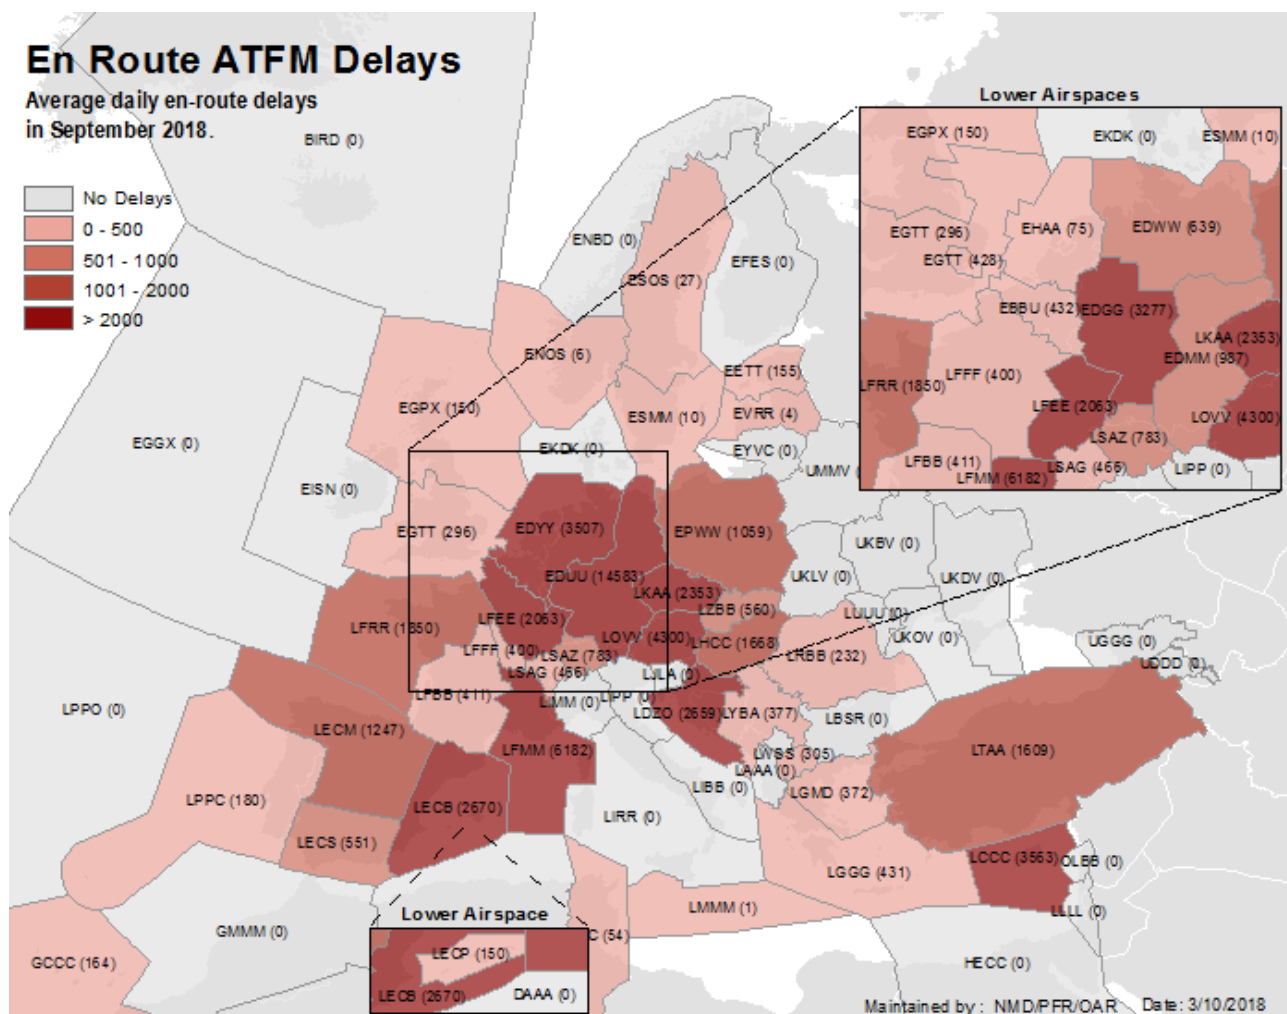 En Route ATFM Delays
Average daily en-route delays
in September 2018.
No Delays
0 - 500
501 - 1000
1001 - 2000
> 2000
Lower Airspaces
EGPX (150)
EKDK (0)
ESMM (10)
EGTT (296)
EHAA (75)
EDWW (639)
EGTT (428)
EBBU (432)
EDGG (3277)
LKAA (2353)
EDMM (987)
LFRR (1850)
LFFF (400)
LFEE (2063)
LOVV (4300)
LSAZ (783)
LFBB (411)
LSAG (466)
LIPP (0)
LFMM (6182)
BIRD (0)
ENBD (0)
ESOS (27)
EFES (0)
ENOS (6)
EETT (155)
EGPX (150)
ESMM (10)
EVRR (4)
EGGX (0)
EKDK (0)
EYVC (0)
UMMV (
EISN (0)
EGTT (296)
EDYY (3507)
EPWW (1059)
UKBV (0)
EDUU (14583)
UKLV (0)
UKDV (0)
LKAA (2353)
LZBB (560)
LUUU (0)
LFEE (2063)
LFRR (1850)
LOVV (4300)
LHCC (1668)
UKOV (0)
UGGG (0)
LFFF (400)
LSAZ (783)
LRBB (232)
UDDD (0)
LSAG (466)
LJLA (0)
LFBB (411)
LIMM (0)
LIPP (0)
LPPO (0)
LDZO (2659)
LYBA (377)
LBSR (0)
LECM (1247)
LFMM (6182)
LWSS (305)
LTAA (1609)
LAAA (0)
LIBB (0)
LGMD (372)
LPPC (180)
LECB (2670)
LIRR (0)
LECS (551)
LCCC (3563)
OLBB (0)
LGGG (431)
LMMM (1)
LLLL (0)
Lower Airspace
GMMM (0)
C (54)
LECP (150)
GCCC (164)
HECC (0)
LECB (2670)
DAAA (0)
Maintained by : NMD/PFR/OAR Date: 3/10/2018